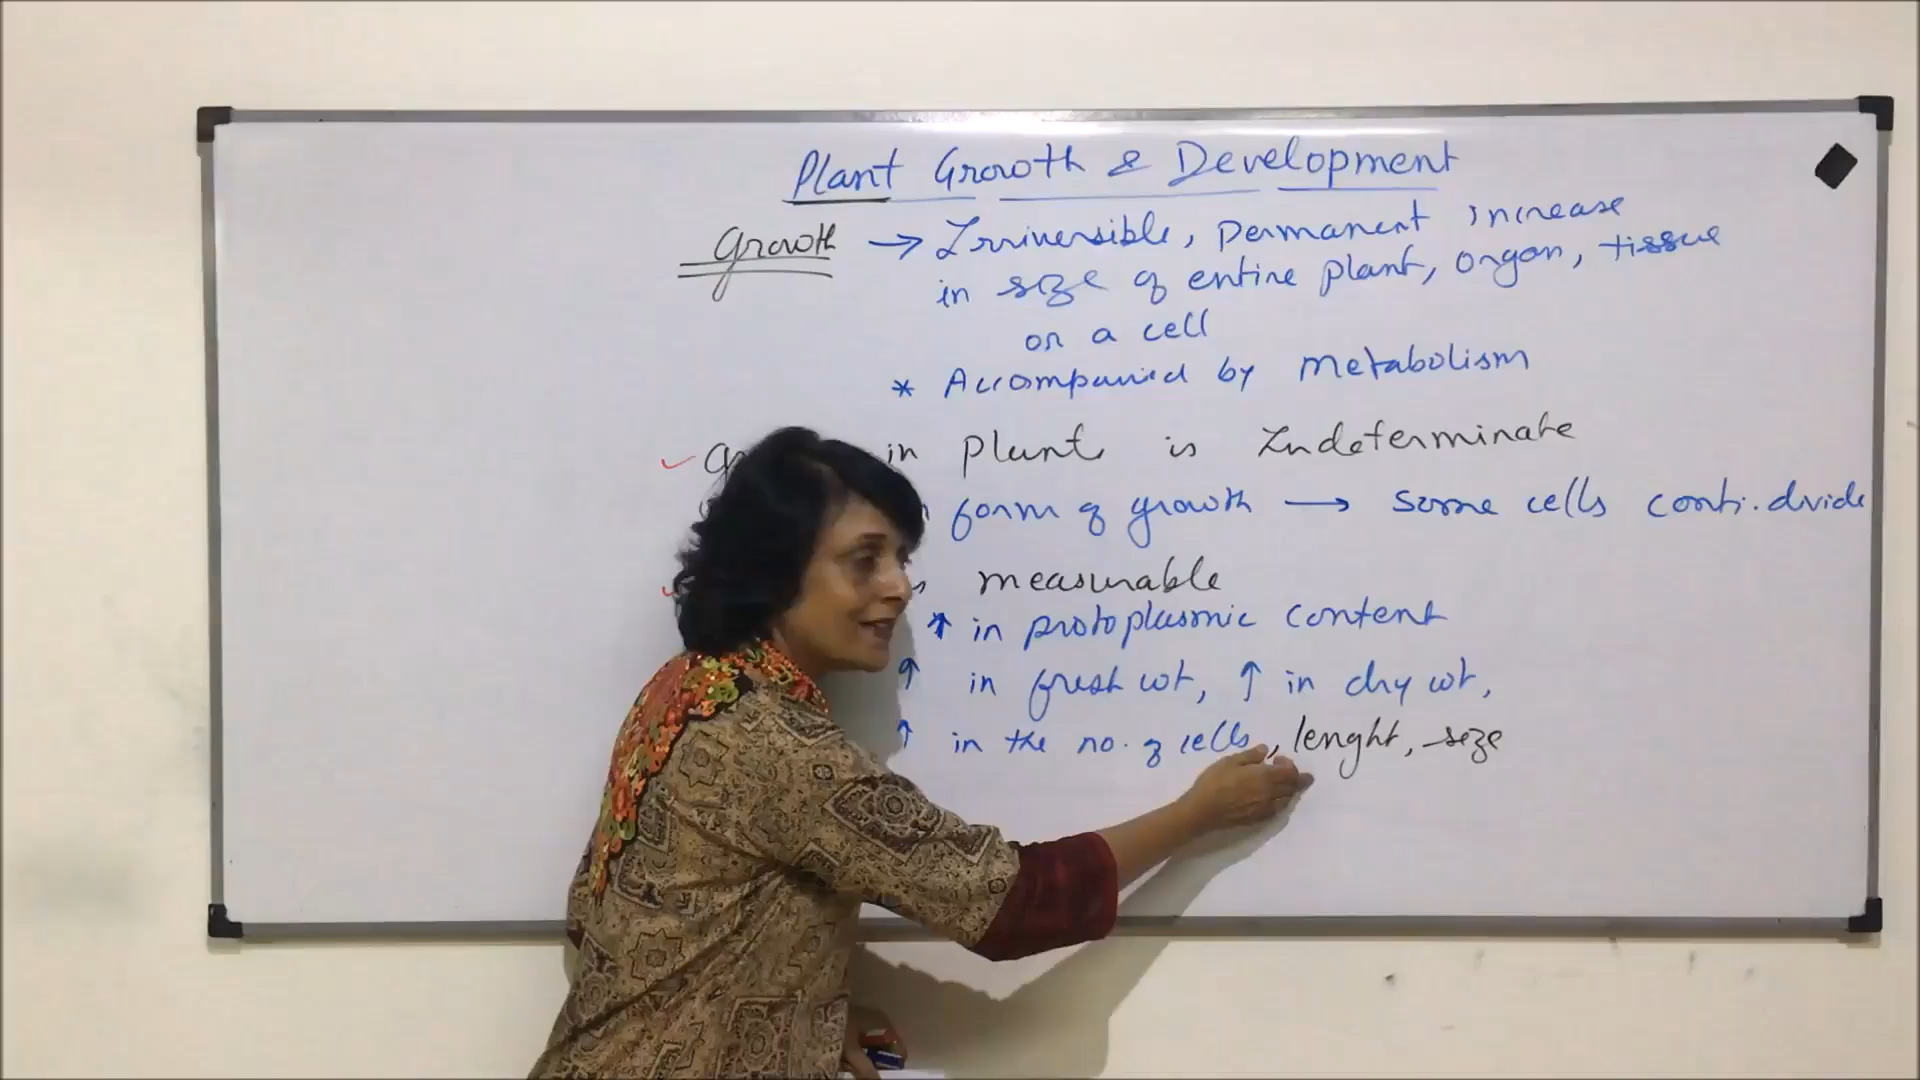 Plant Growth & Development
Growth → Irriversible, Permanent increase
in size of entire plant, organ, tissue
or a cell
* Accompanied by Metabolism
in Plants is Indeterminate
form of growth → some cells conti. divide
measurable
↑ in protoplasmic content
↑ in fresh wt, ↑ in dry wt,
↑ in the no. of cells, lenght, size